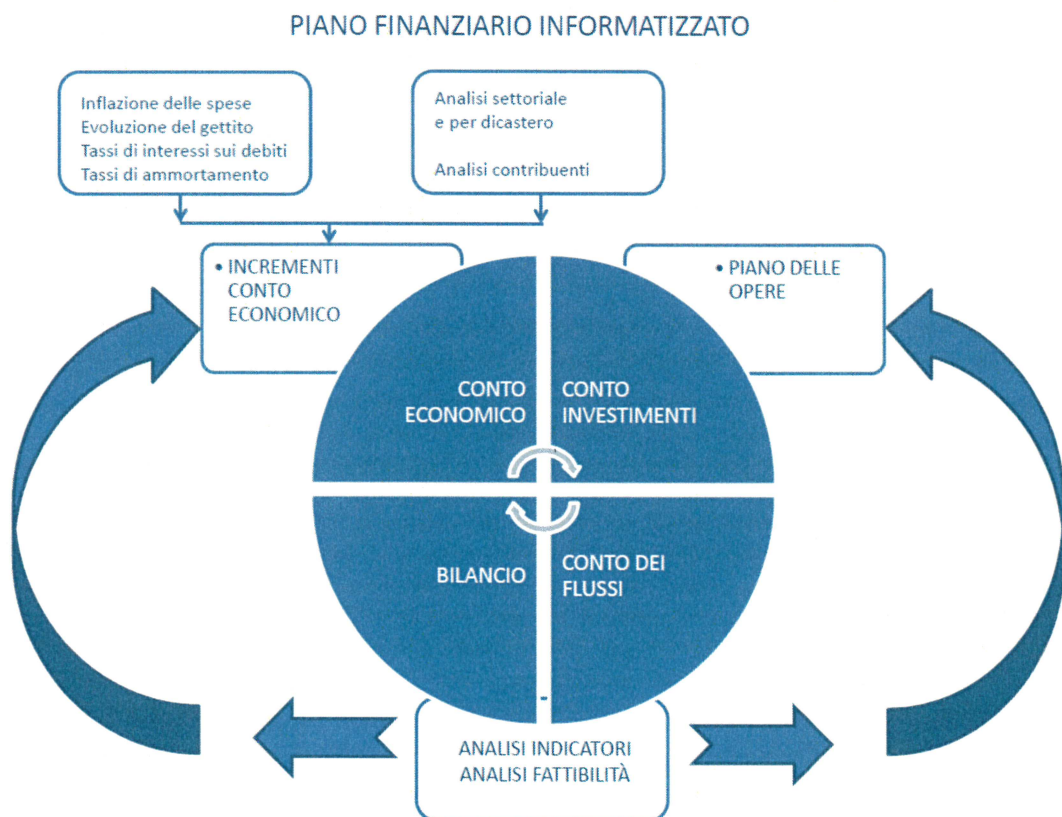 PIANO FINANZIARIO INFORMATIZZATO
Inflazione delle spese
Evoluzione del gettito
Tassi di interessi sui debiti
Tassi di ammortamento
Analisi settoriale
e per dicastero
Analisi contribuenti
• INCREMENTI
CONTO
ECONOMICO
• PIANO DELLE
OPERE
CONTO
ECONOMICO
CONTO
INVESTIMENTI
BILANCIO
CONTO DEI
FLUSSI
ANALISI INDICATORI
ANALISI FATTIBILITÀ